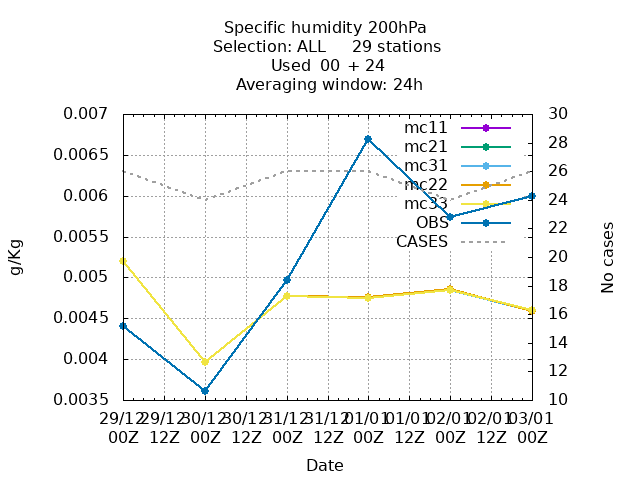 Specific humidity 200hPa
Selection: ALL 29 stations
Used 00 + 24
Averaging window: 24h
0.007
0.0065
0.006
0.0055
0.005
0.0045
0.004
0.0035
g/Kg
30
28
26
24
22
20
18
16
14
12
10
No cases
mc11
mc21
mc31
mc22
mc33
OBS
CASES
29/12 29/12 30/12 30/12 31/12 31/12 01/01 01/01 02/01 02/01 03/01
00Z 12Z 00Z 12Z 00Z 12Z 00Z 12Z 00Z 12Z 00Z
Date